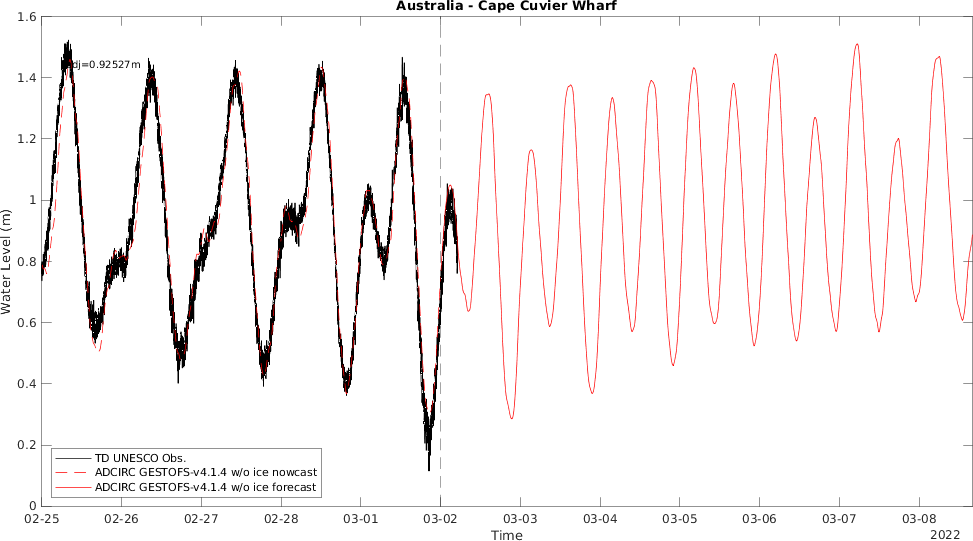 Australia - Cape Cuvier Wharf
1.6
1.4
1.2
1
0.8
0.6
0.4
0.2
0
Water Level (m)
dj=0.92527m
TD UNESCO Obs.
ADCIRC GESTOFS-v4.1.4 w/o ice nowcast
ADCIRC GESTOFS-v4.1.4 w/o ice forecast
02-25 02-26 02-27 02-28 03-01 03-02 03-03 03-04 03-05 03-06 03-07 03-08
Time
2022